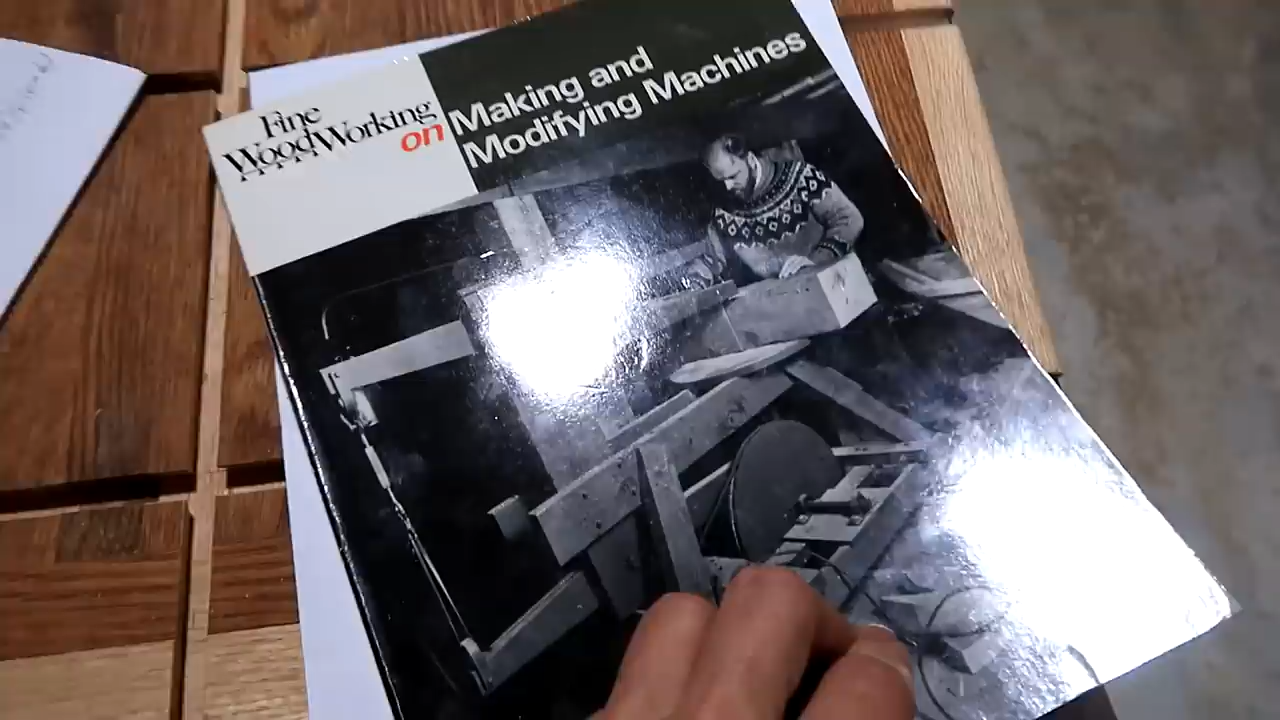 Fine
WoodWorking
on
Making and
Modifying Machines